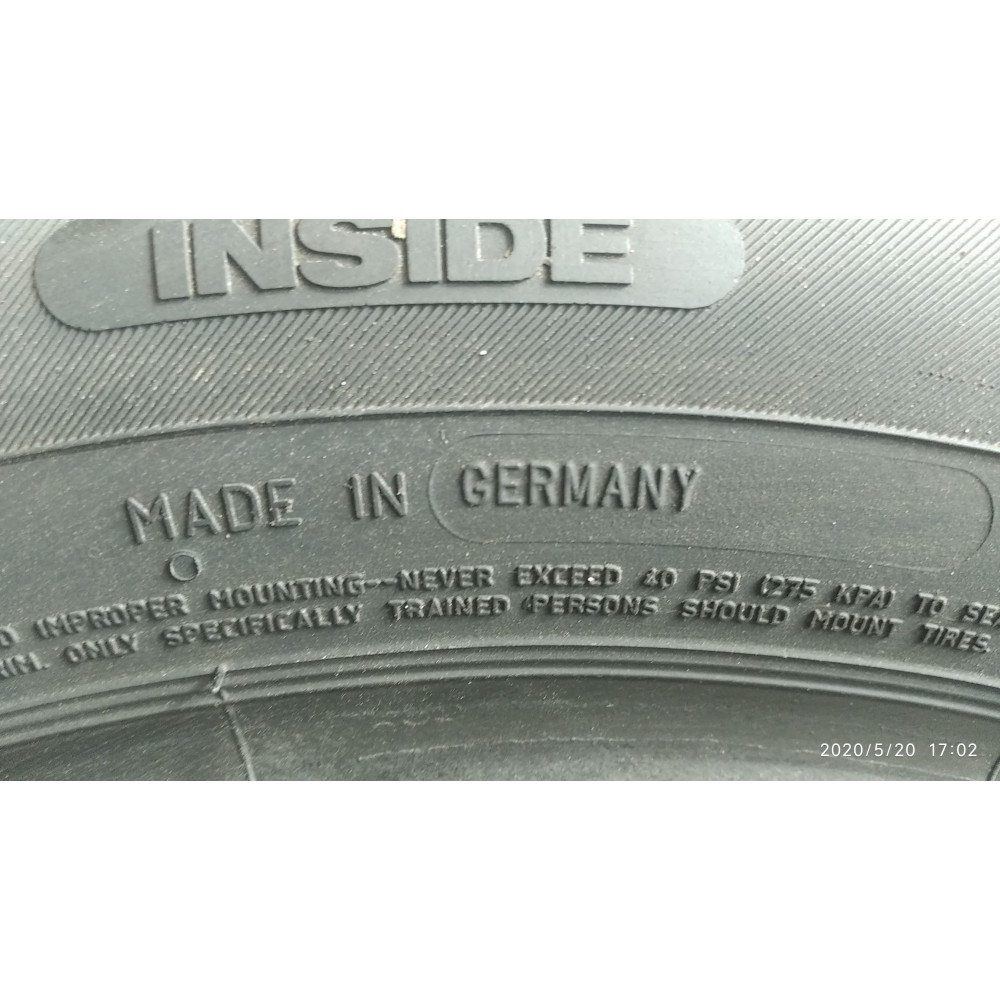 INSIDE
MADE IN GERMANY
IMPROPER MOUNTING--NEVER EXCEED 40 PSI (275 KPA) TO
ONLY SPECIFICALLY TRAINED PERSONS SHOULD MOUNT TIRES.
2020/5/20 17:02